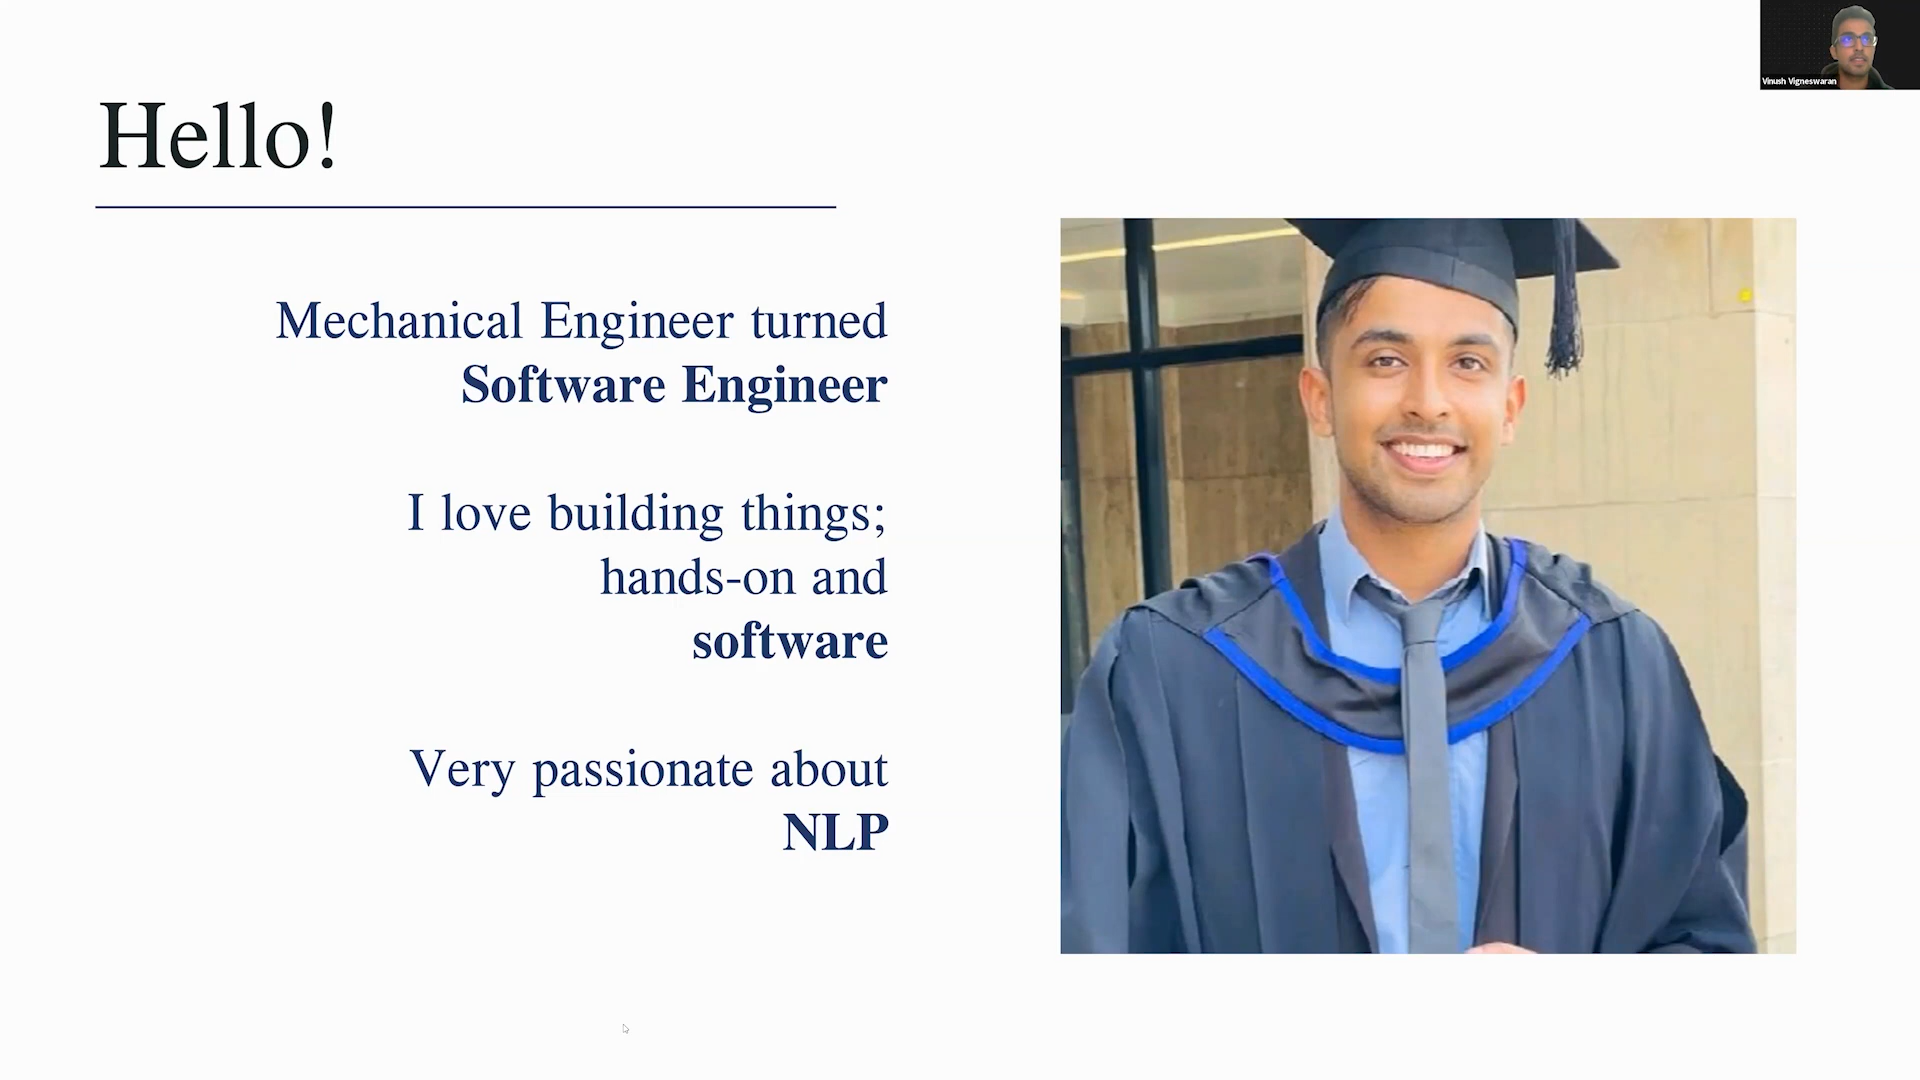 Vinush Vigneswaran
Hello!
Mechanical Engineer turned
Software Engineer
I love building things;
hands-on and
software
Very passionate about
NLP